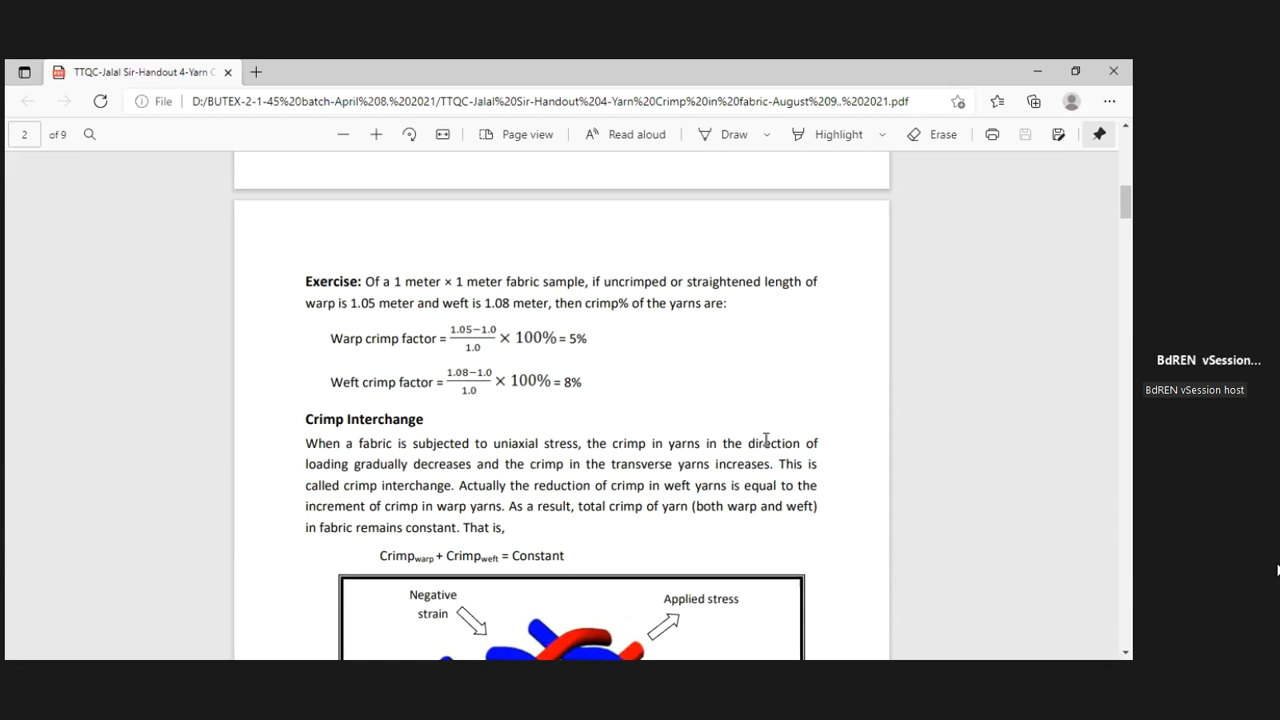 TTQC-Jalal Sir-Handout 4-Yarn C
File D:/BUTEX-2-1-45%20batch-April%208.%202021/TTQC-Jalal%20Sir-Handout%204-Yarn%20Crimp%20in%20fabric-August%209..%202021.pdf
2 of 9 Page view Read aloud Draw Highlight Erase
Exercise: Of a 1 meter × 1 meter fabric sample, if uncrimped or straightened length of
warp is 1.05 meter and weft is 1.08 meter, then crimp% of the yarns are:
Warp crimp factor = 1.05−1.0/1.0 × 100% = 5%
Weft crimp factor = 1.08−1.0/1.0 × 100% = 8%
Crimp Interchange
When a fabric is subjected to uniaxial stress, the crimp in yarns in the direction of
loading gradually decreases and the crimp in the transverse yarns increases. This is
called crimp interchange. Actually the reduction of crimp in weft yarns is equal to the
increment of crimp in warp yarns. As a result, total crimp of yarn (both warp and weft)
in fabric remains constant. That is,
Crimpwarp + Crimpweft = Constant
Negative
strain
Applied stress
BdREN vSession...
BdREN vSession host